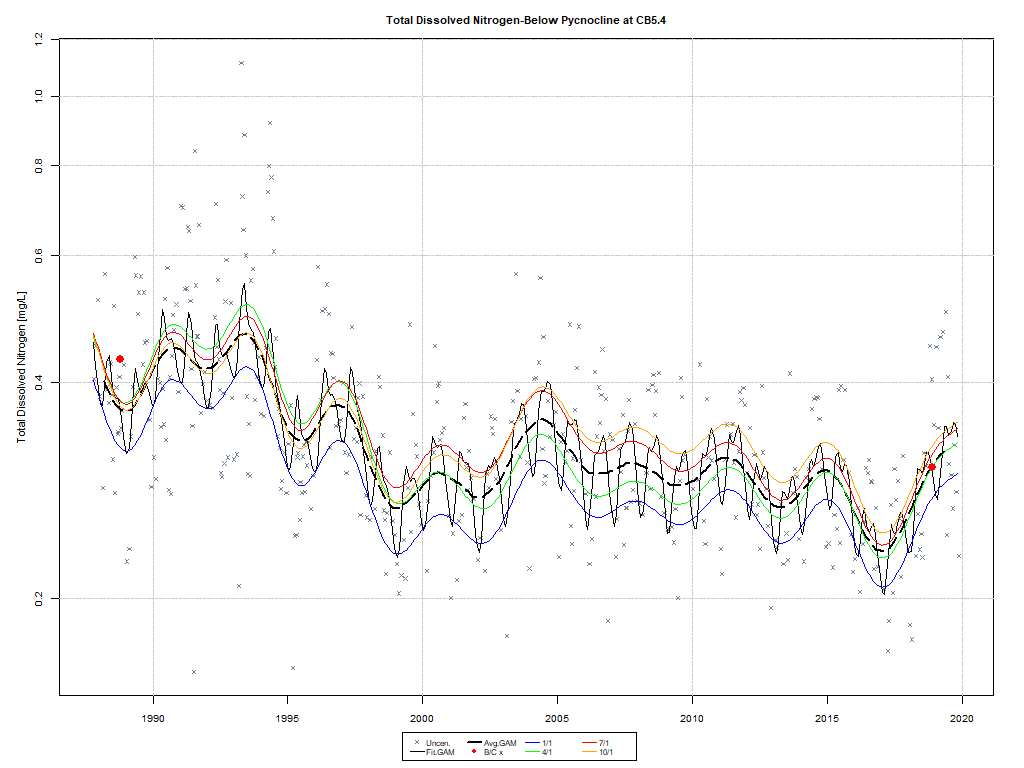 Total Dissolved Nitrogen-Below Pycnocline at CB5.4
Total Dissolved Nitrogen [mg/L]
1.2
1.0
0.8
0.6
0.4
0.2
1990 1995 2000 2005 2010 2015 2020
Uncen. Avg.GAM 1/1 7/1
Fit.GAM B/C x 4/1 10/1